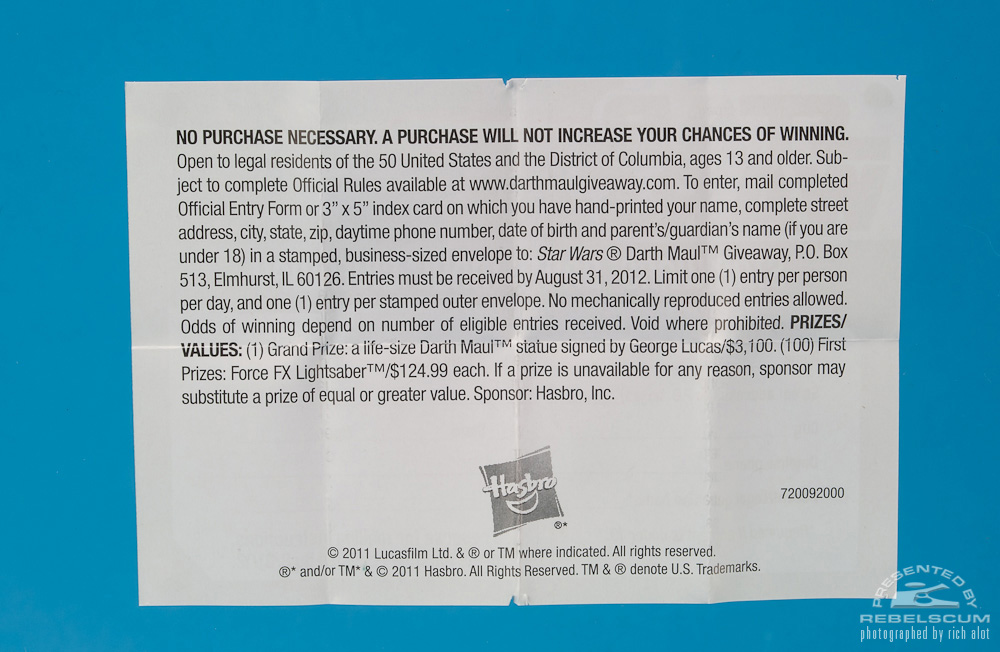 NO PURCHASE NECESSARY. A PURCHASE WILL NOT INCREASE YOUR CHANCES OF WINNING.
Open to legal residents of the 50 United States and the District of Columbia, ages 13 and older. Sub-
ject to complete Official Rules available at www.darthmaulgiveaway.com. To enter, mail completed
Official Entry Form or 3” x 5” index card on which you have hand-printed your name, complete street
address, city, state, zip, daytime phone number, date of birth and parent’s/guardian’s name (if you are
under 18) in a stamped, business-sized envelope to: Star Wars ® Darth Maul™ Giveaway, P.O. Box
513, Elmhurst, IL 60126. Entries must be received by August 31, 2012. Limit one (1) entry per person
per day, and one (1) entry per stamped outer envelope. No mechanically reproduced entries allowed.
Odds of winning depend on number of eligible entries received. Void where prohibited. PRIZES/
VALUES: (1) Grand Prize: a life-size Darth Maul™ statue signed by George Lucas/$3,100. (100) First
Prizes: Force FX Lightsaber™/$124.99 each. If a prize is unavailable for any reason, sponsor may
substitute a prize of equal or greater value. Sponsor: Hasbro, Inc.
Hasbro
®*
720092000
© 2011 Lucasfilm Ltd. & ® or TM where indicated. All rights reserved.
®* and/or TM* & © 2011 Hasbro. All Rights Reserved. TM & ® denote U.S. Trademarks.
PRESENTED BY
REBELSCUM
photographed by rich alot